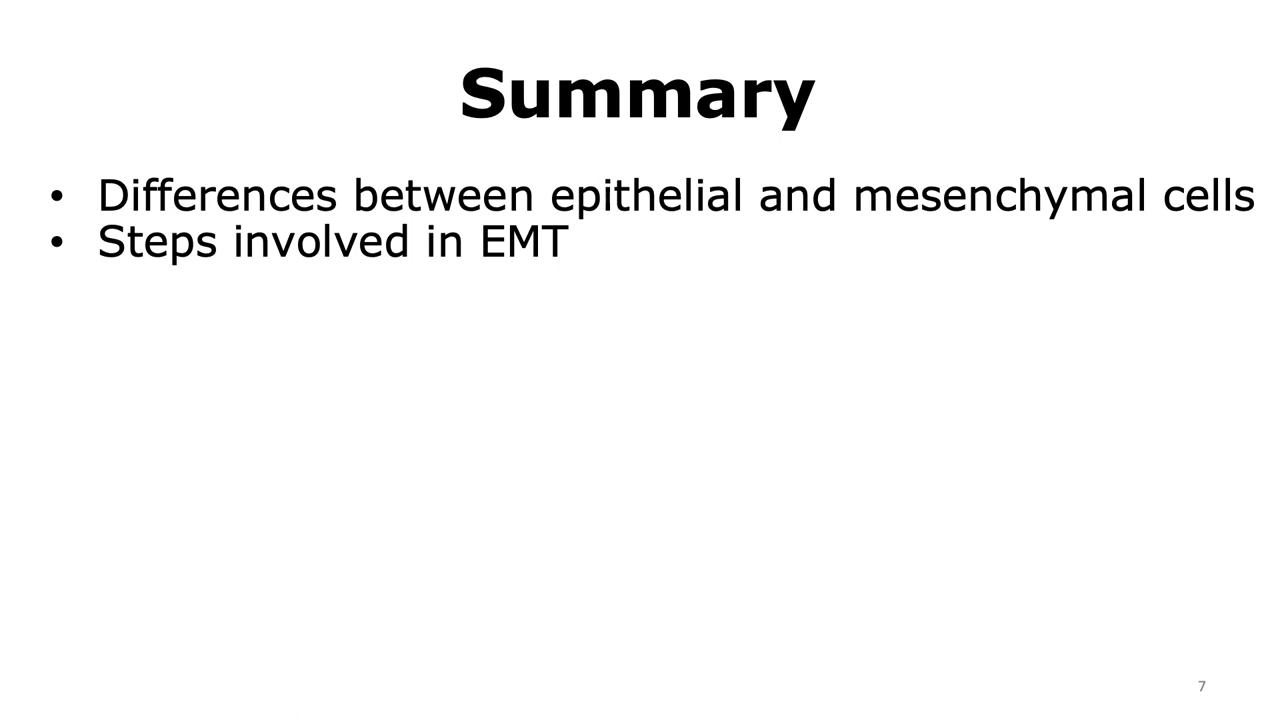 Summary
• Differences between epithelial and mesenchymal cells
• Steps involved in EMT
7